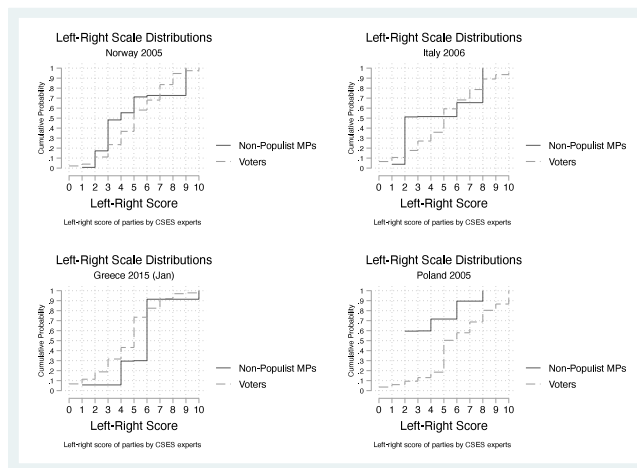 Left-Right Scale Distributions
Norway 2005
Cumulative Probability
1
.9
.8
.7
.6
.5
.4
.3
.2
.1
0
0 1 2 3 4 5 6 7 8 9 10
Left-Right Score
Non-Populist MPs
Voters
Left-right score of parties by CSES experts
Left-Right Scale Distributions
Italy 2006
Cumulative Probability
1
.9
.8
.7
.6
.5
.4
.3
.2
.1
0
0 1 2 3 4 5 6 7 8 9 10
Left-Right Score
Non-Populist MPs
Voters
Left-right score of parties by CSES experts
Left-Right Scale Distributions
Greece 2015 (Jan)
Cumulative Probability
1
.9
.8
.7
.6
.5
.4
.3
.2
.1
0
0 1 2 3 4 5 6 7 8 9 10
Left-Right Score
Non-Populist MPs
Voters
Left-right score of parties by CSES experts
Left-Right Scale Distributions
Poland 2005
Cumulative Probability
1
.9
.8
.7
.6
.5
.4
.3
.2
.1
0
0 1 2 3 4 5 6 7 8 9 10
Left-Right Score
Non-Populist MPs
Voters
Left-right score of parties by CSES experts